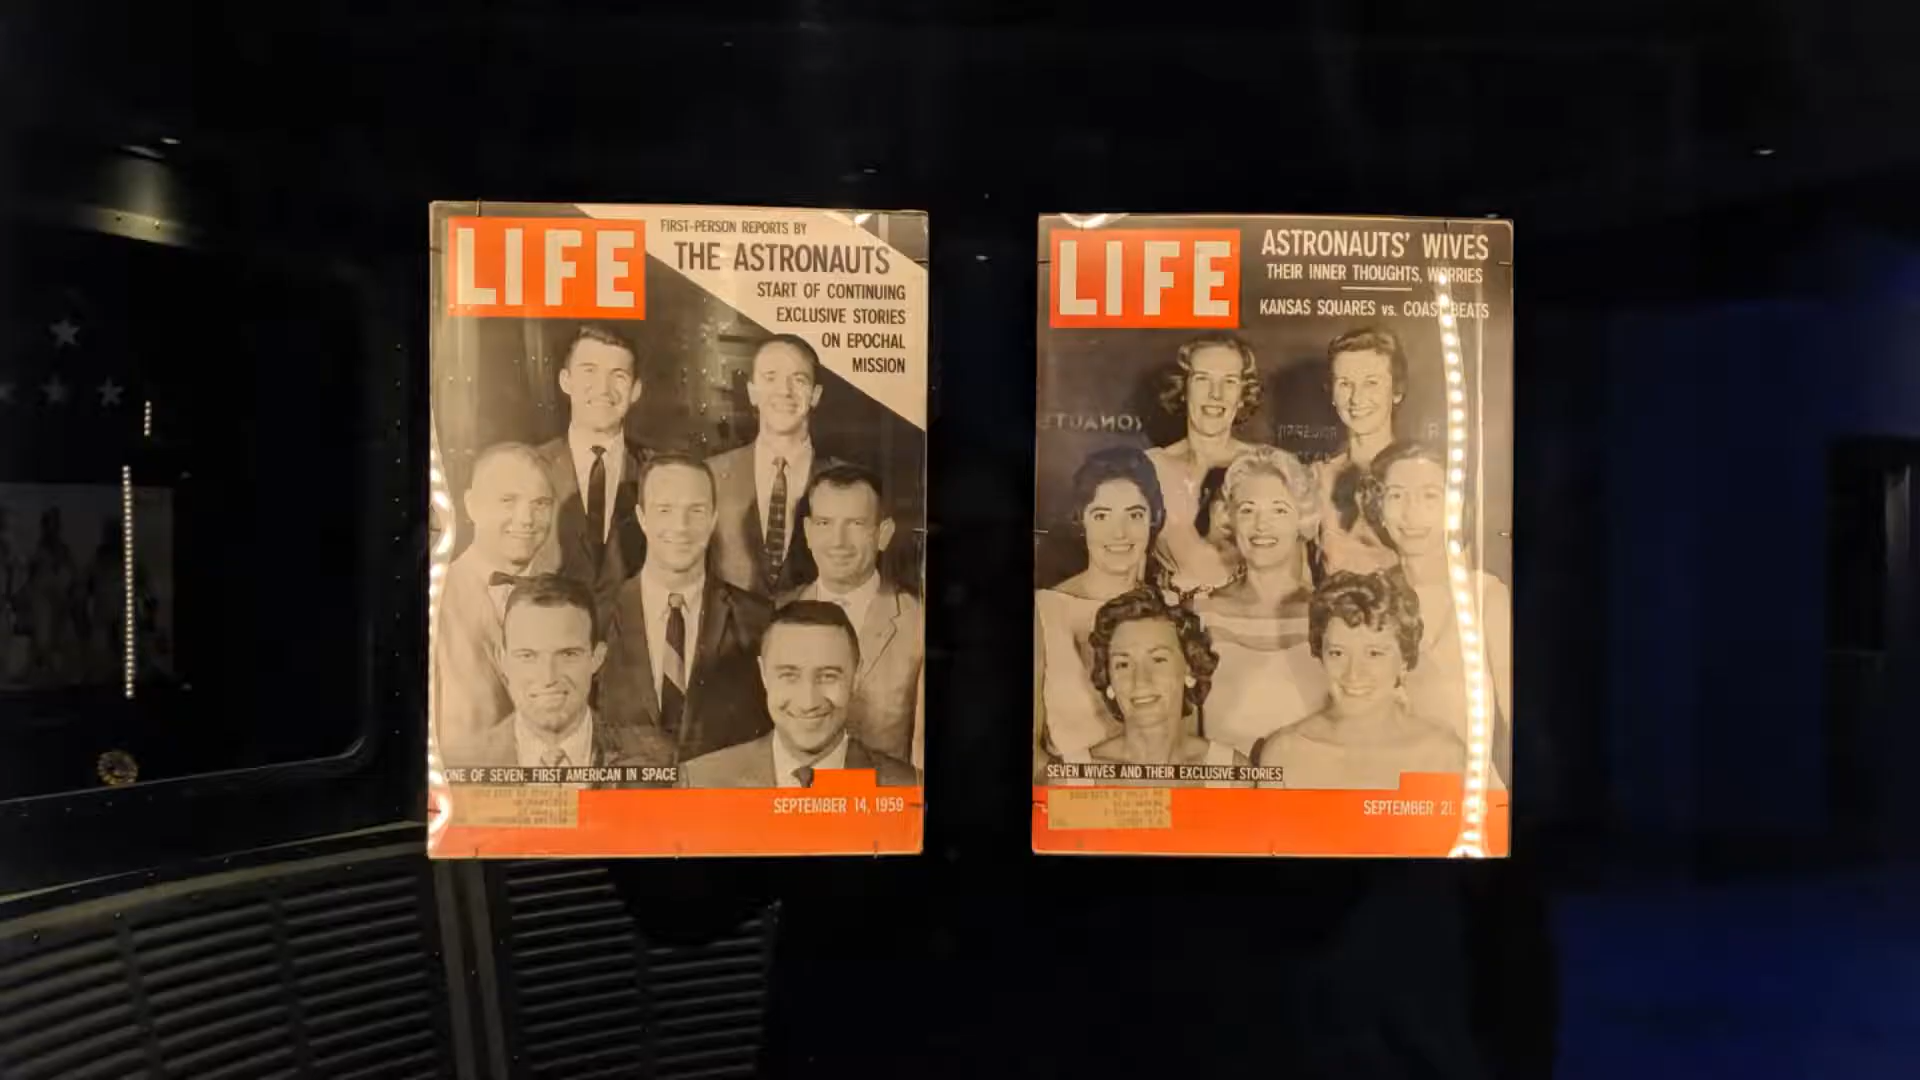 LIFE
FIRST-PERSON REPORTS BY
THE ASTRONAUTS
START OF CONTINUING
EXCLUSIVE STORIES
ON EPOCHAL
MISSION
ONE OF SEVEN: FIRST AMERICAN IN SPACE
SEPTEMBER 14, 1959
LIFE
ASTRONAUTS' WIVES
THEIR INNER THOUGHTS, WORRIES
KANSAS SQUARES vs. COAST BEATS
SEVEN WIVES AND THEIR EXCLUSIVE STORIES
SEPTEMBER 21,